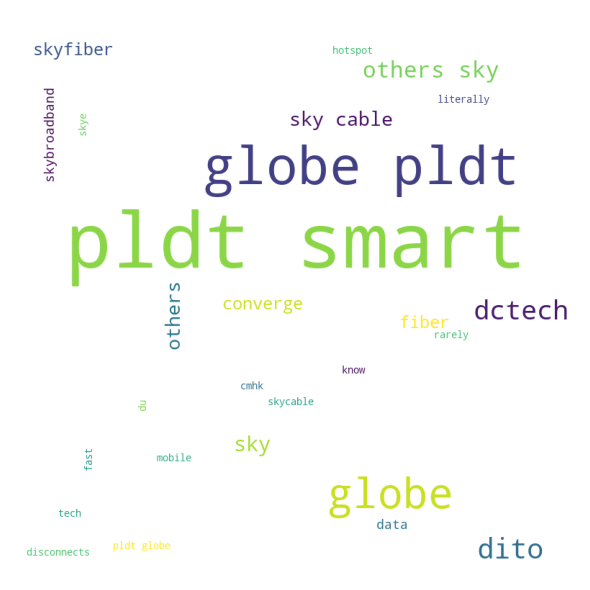 skyfiber
hotspot
others sky
literally
skybroadband
skye
sky cable
globe pldt
pldt smart
others
converge
dctech
fiber
rarely
know
cmhk
skycable
du
sky
fast
mobile
globe
tech
data
disconnects
pldt globe
dito